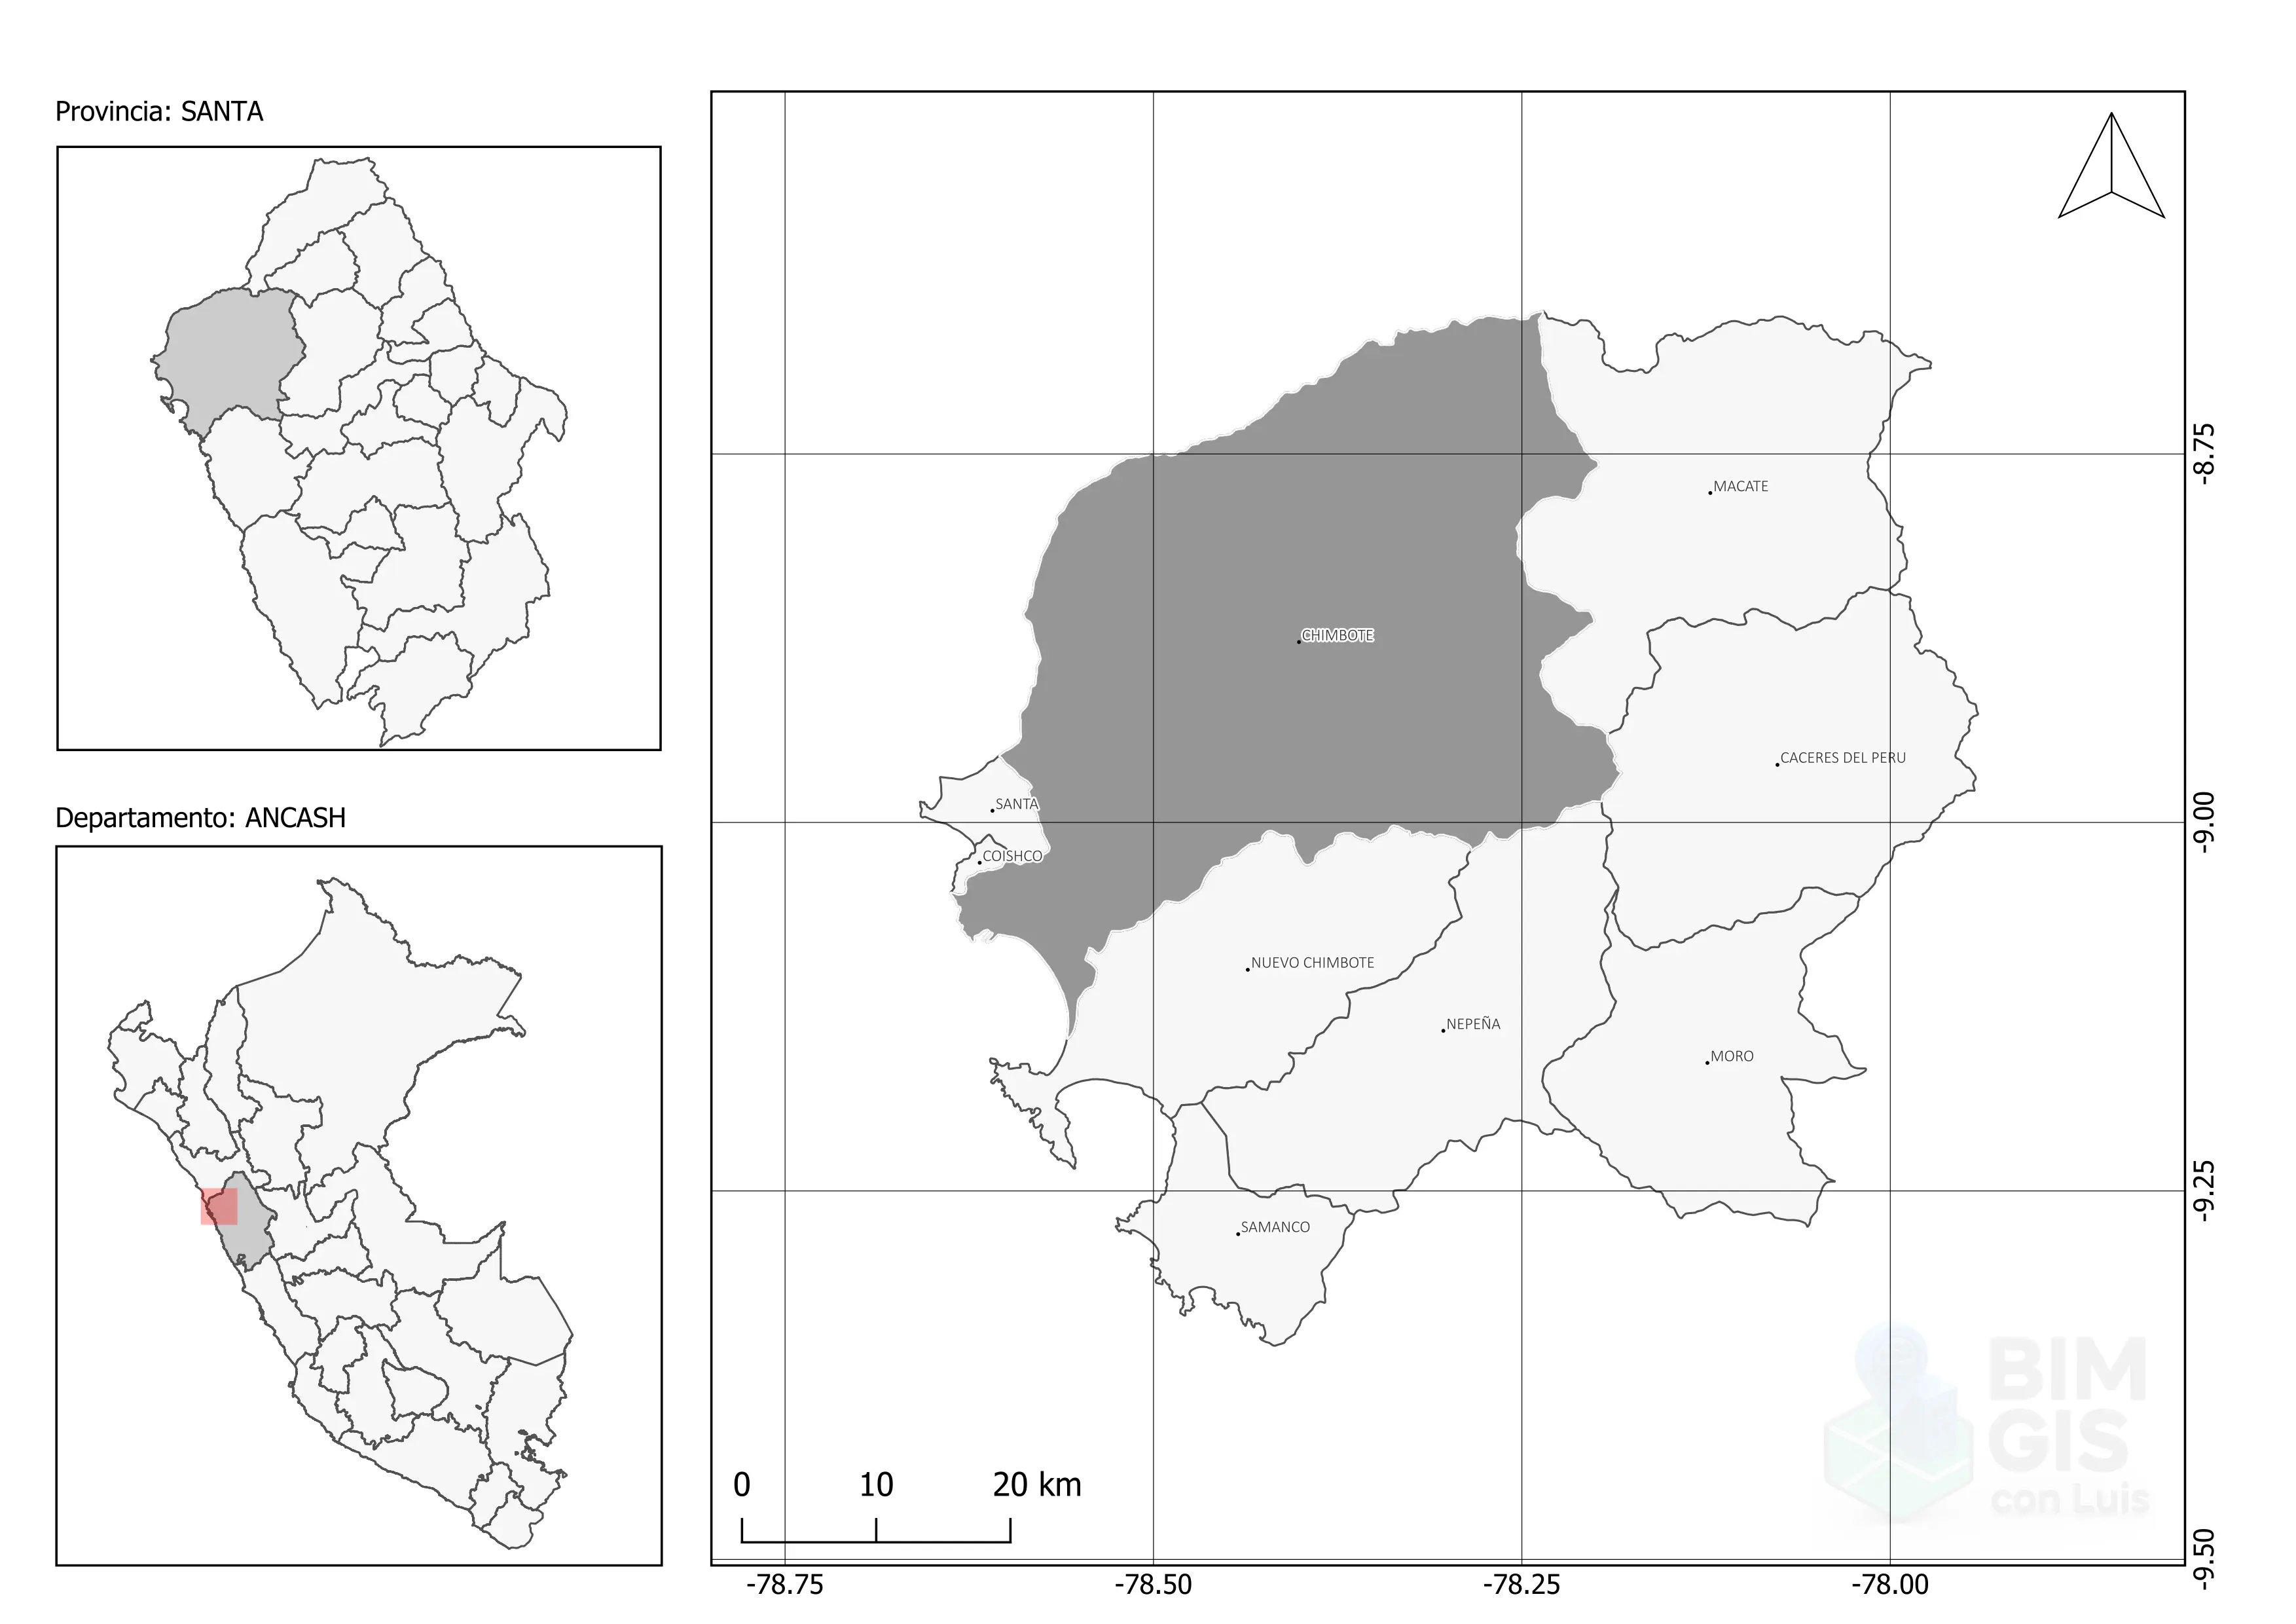 Provincia: SANTA
Departamento: ANCASH
MACATE
CHIMBOTE
CACERES DEL PERU
SANTA
COISHCO
NUEVO CHIMBOTE
NEPEÑA
MORO
SAMANCO
-8.75
-9.00
-9.25
-9.50
BIM
GIS
con Luis
0 10 20 km
-78.75 -78.50 -78.25 -78.00